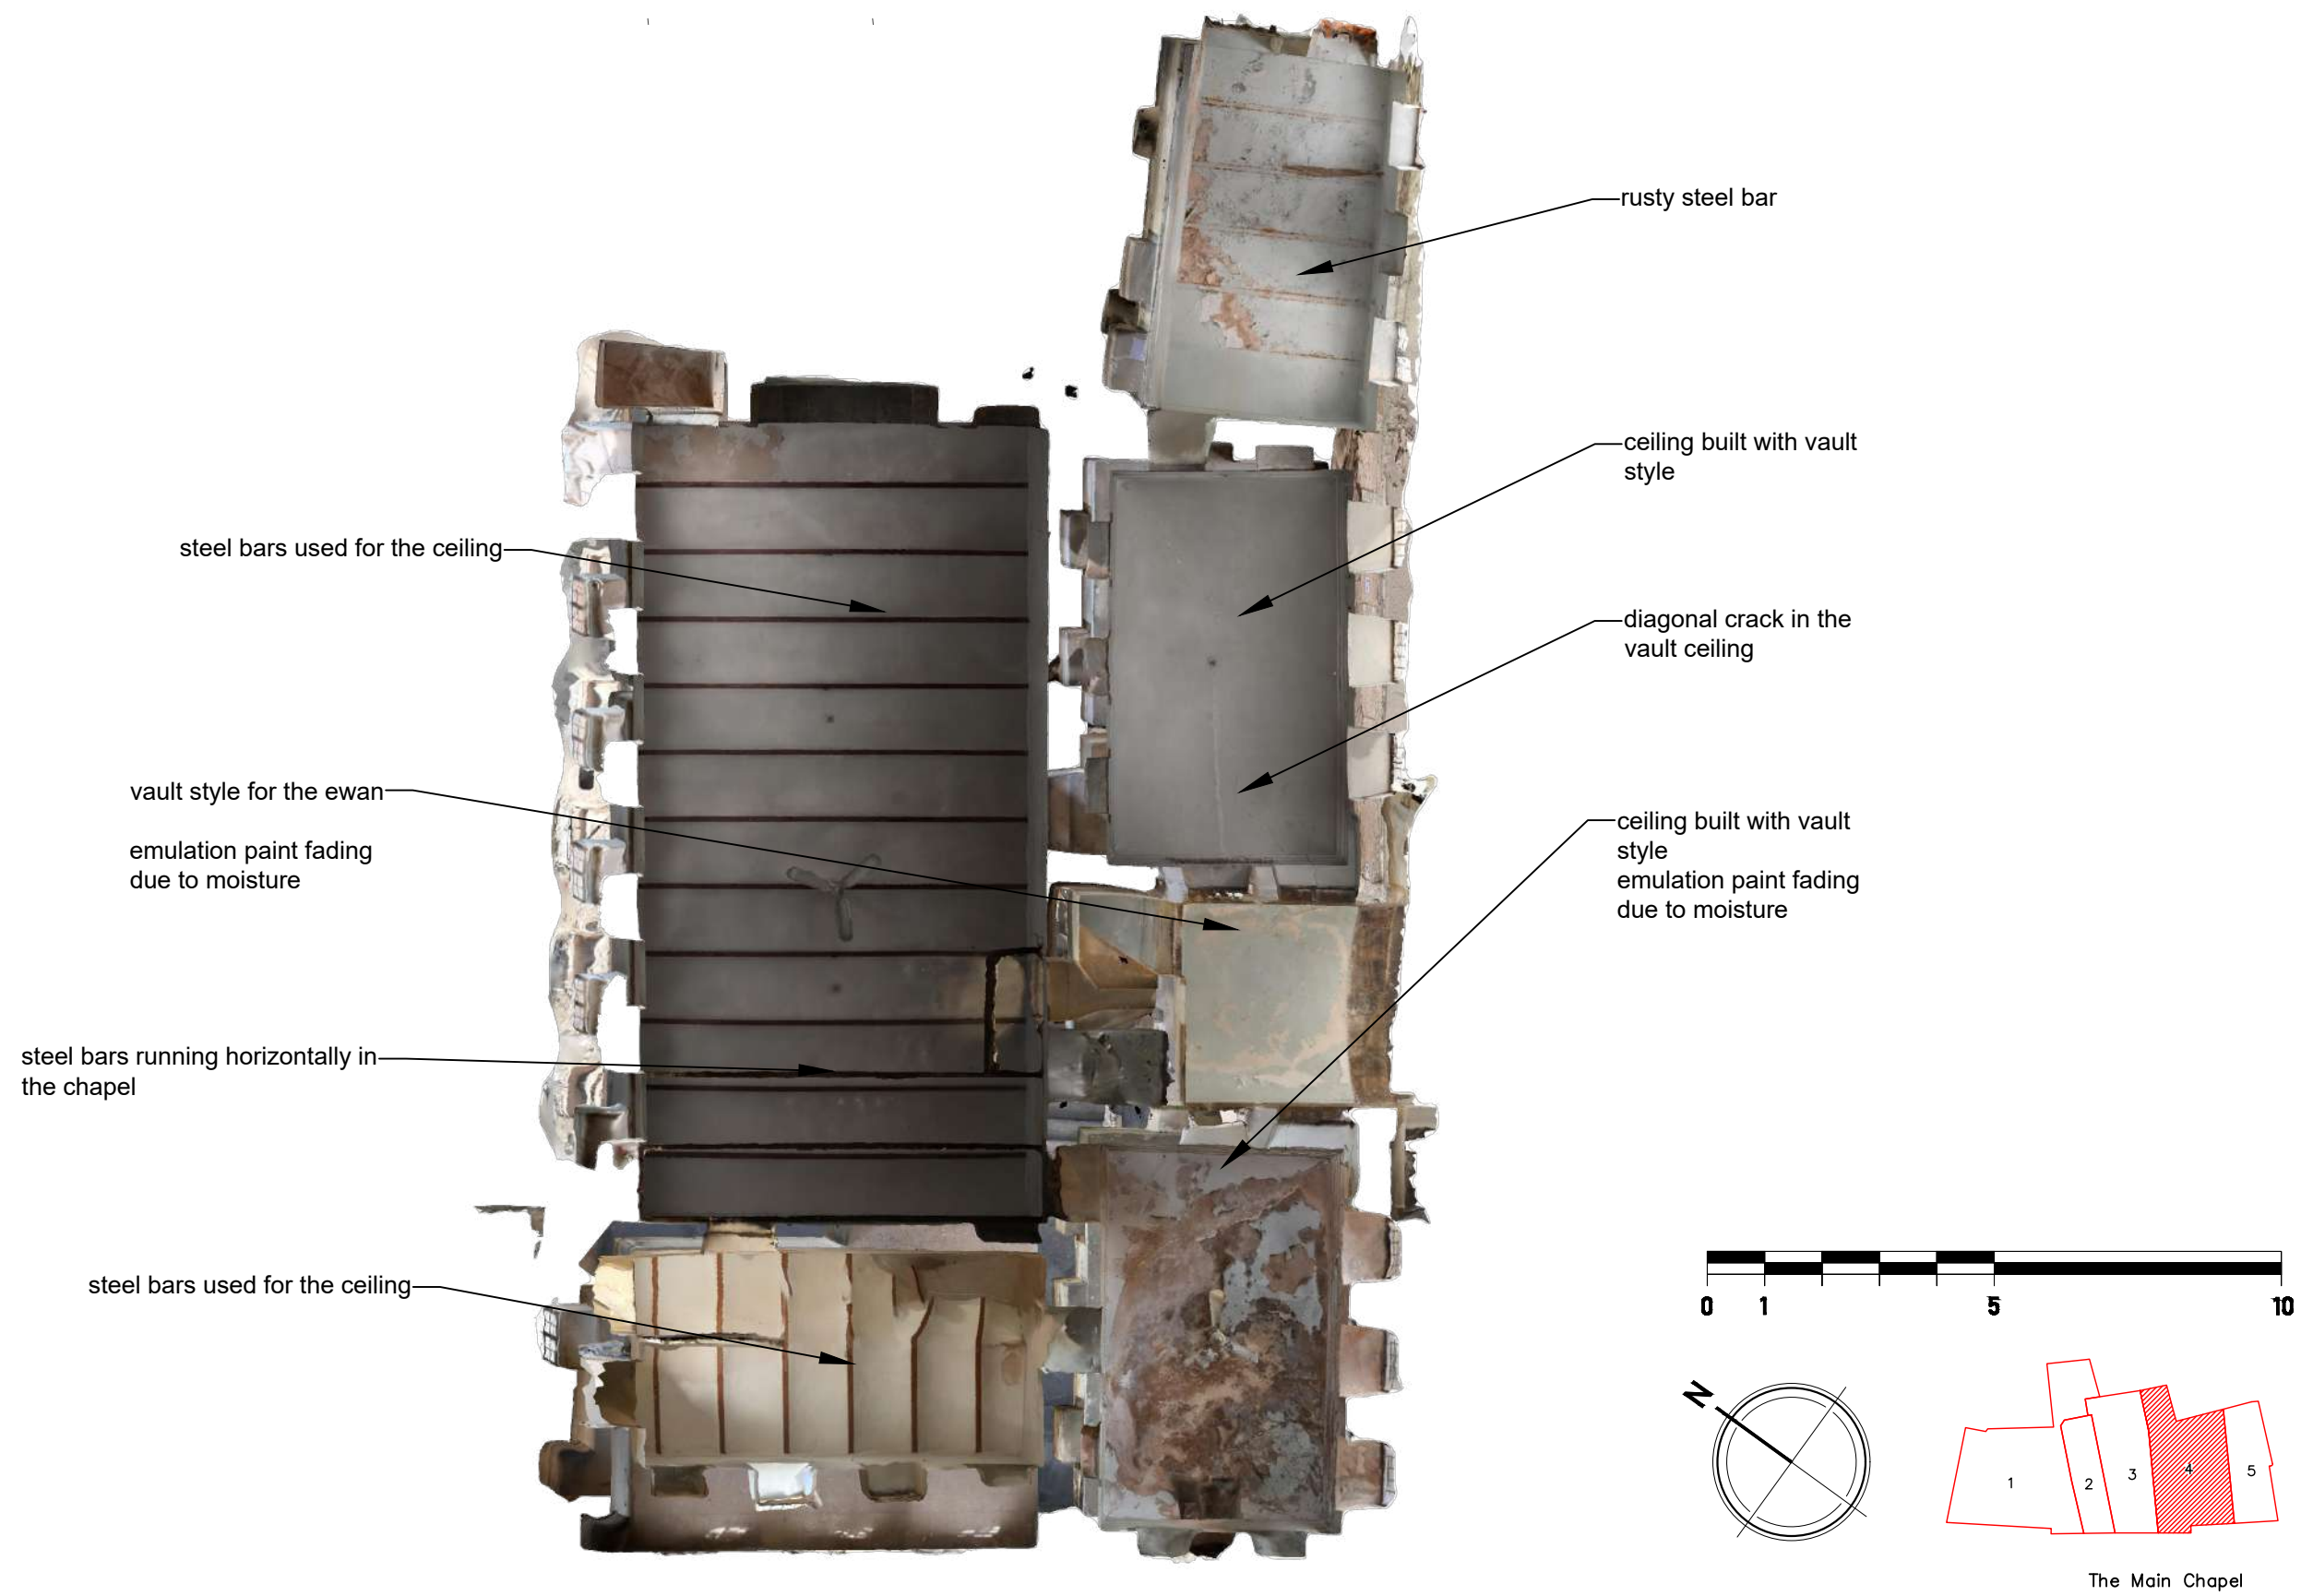 rusty steel bar
ceiling built with vault
style
steel bars used for the ceiling
diagonal crack in the
vault ceiling
vault style for the ewan
emulation paint fading
due to moisture
ceiling built with vault
style
emulation paint fading
due to moisture
steel bars running horizontally in
the chapel
steel bars used for the ceiling
0 1 5 10
N
1 2 3 4 5
The Main Chapel